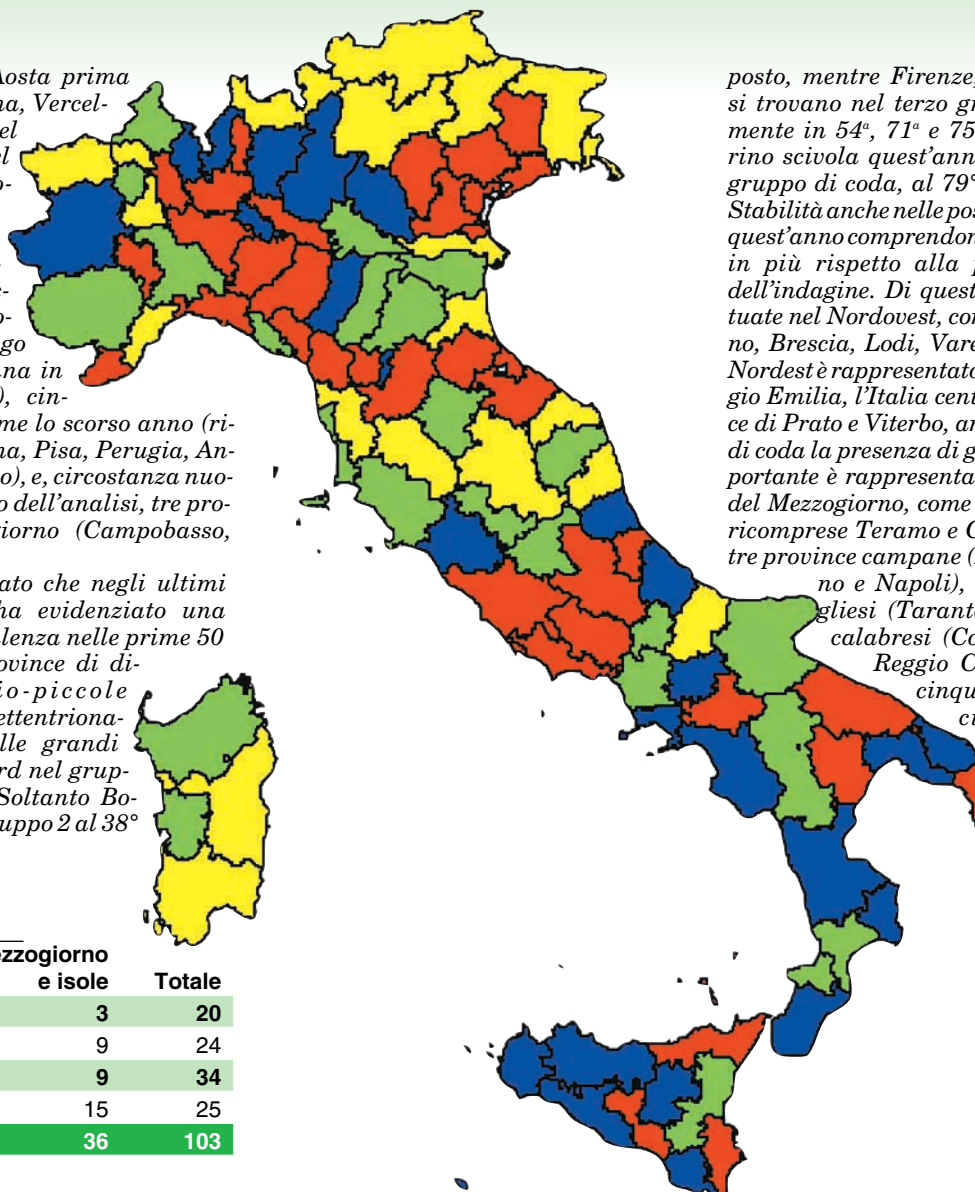 Aosta prima
na, Vercel-
el
el
o-
e-
o-
go
nna in
), cin-
me lo scorso anno (ri-
na, Pisa, Perugia, An-
o), e, circostanza nuo-
o dell'analisi, tre pro-
giorno (Campobasso,
ato che negli ultimi
ha evidenziato una
lenza nelle prime 50
ovince di di-
io-piccole
ettentriona-
lle grandi
rd nel grup-
Soltanto Bo-
uppo 2 al 38°
posto, mentre Firenze,
si trovano nel terzo gr
mente in 54ª, 71ª e 75
rino scivola quest'ann
gruppo di coda, al 79°
Stabilità anche nelle pos
quest'anno comprendon
in più rispetto alla p
dell'indagine. Di quest
tuate nel Nordovest, con
no, Brescia, Lodi, Vare
Nordest è rappresentato
gio Emilia, l'Italia cent
ce di Prato e Viterbo, an
di coda la presenza di g
portante è rappresenta
del Mezzogiorno, come
ricomprese Teramo e C
tre province campane (
no e Napoli),
gliesi (Tarant
calabresi (Co
Reggio C
cinqu
ci
ezzogiorno
e isole Totale
3 20
9 24
9 34
15 25
36 103